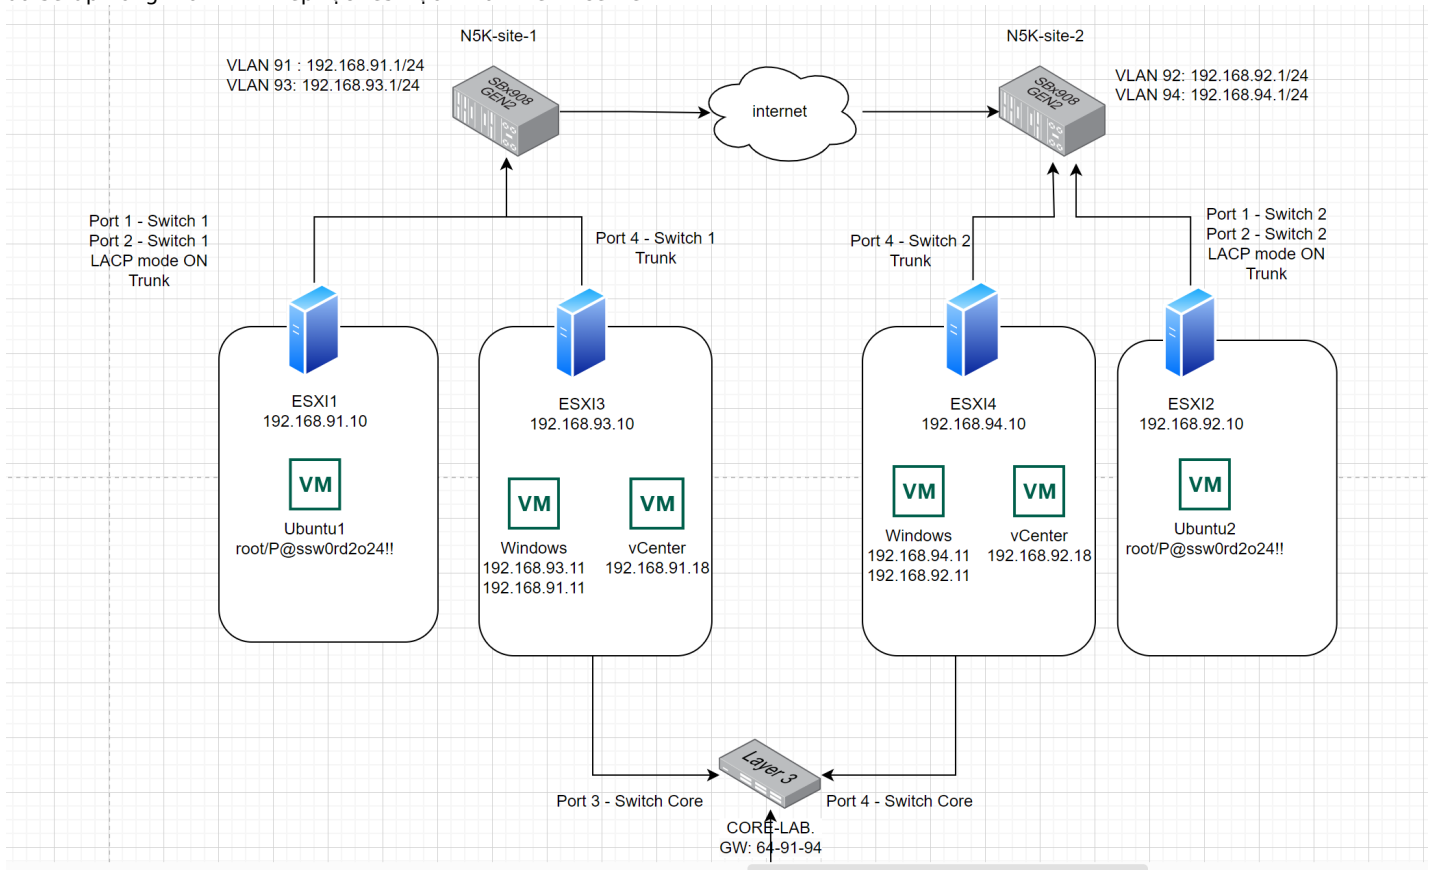 N5K-site-1
N5K-site-2
VLAN 91 : 192.168.91.1/24
VLAN 93: 192.168.93.1/24
SBx908
GEN2
internet
SBx908
GEN2
VLAN 92: 192.168.92.1/24
VLAN 94: 192.168.94.1/24
Port 1 - Switch 1
Port 2 - Switch 1
LACP mode ON
Trunk
Port 4 - Switch 1
Trunk
Port 4 - Switch 2
Trunk
Port 1 - Switch 2
Port 2 - Switch 2
LACP mode ON
Trunk
ESXI1
192.168.91.10
VM
Ubuntu1
root/P@ssw0rd2o24!!
ESXI3
192.168.93.10
VM
Windows
192.168.93.11
192.168.91.11
VM
vCenter
192.168.91.18
ESXI4
192.168.94.10
VM
Windows
192.168.94.11
192.168.92.11
VM
vCenter
192.168.92.18
ESXI2
192.168.92.10
VM
Ubuntu2
root/P@ssw0rd2o24!!
Layer 3
Port 3 - Switch Core
Port 4 - Switch Core
CORE-LAB.
GW: 64-91-94